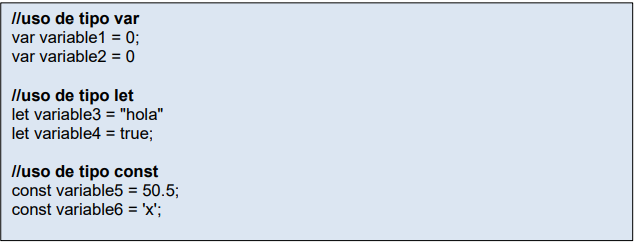 //uso de tipo var
var variable1 = 0;
var variable2 = 0
//uso de tipo let
let variable3 = "hola"
let variable4 = true;
//uso de tipo const
const variable5 = 50.5;
const variable6 = 'x';